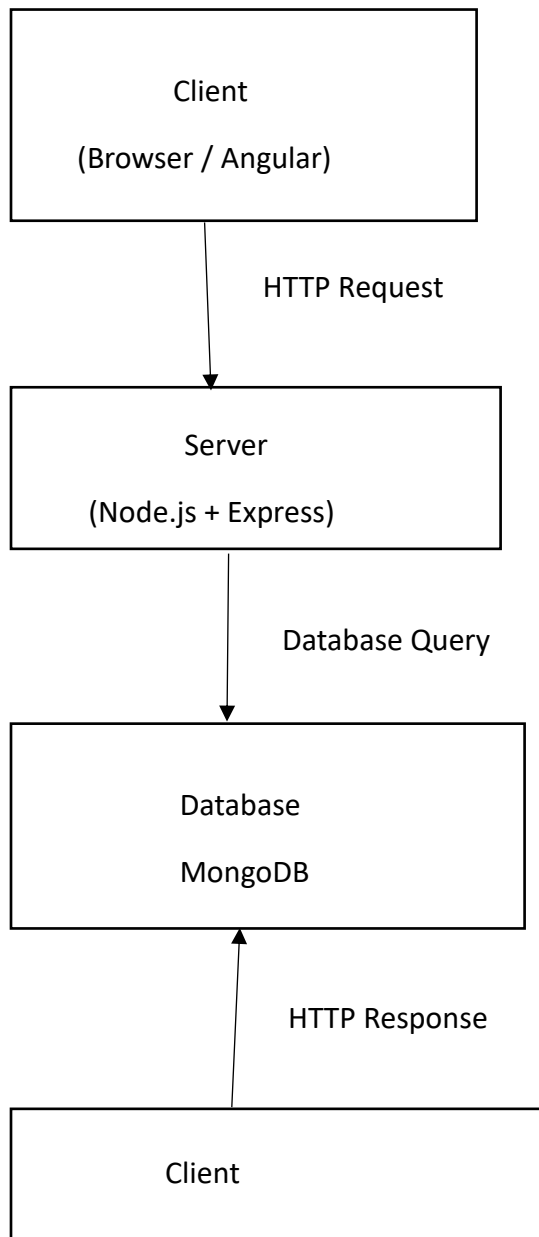 Client
(Browser / Angular)
HTTP Request
Server
(Node.js + Express)
Database Query
Database
MongoDB
HTTP Response
Client